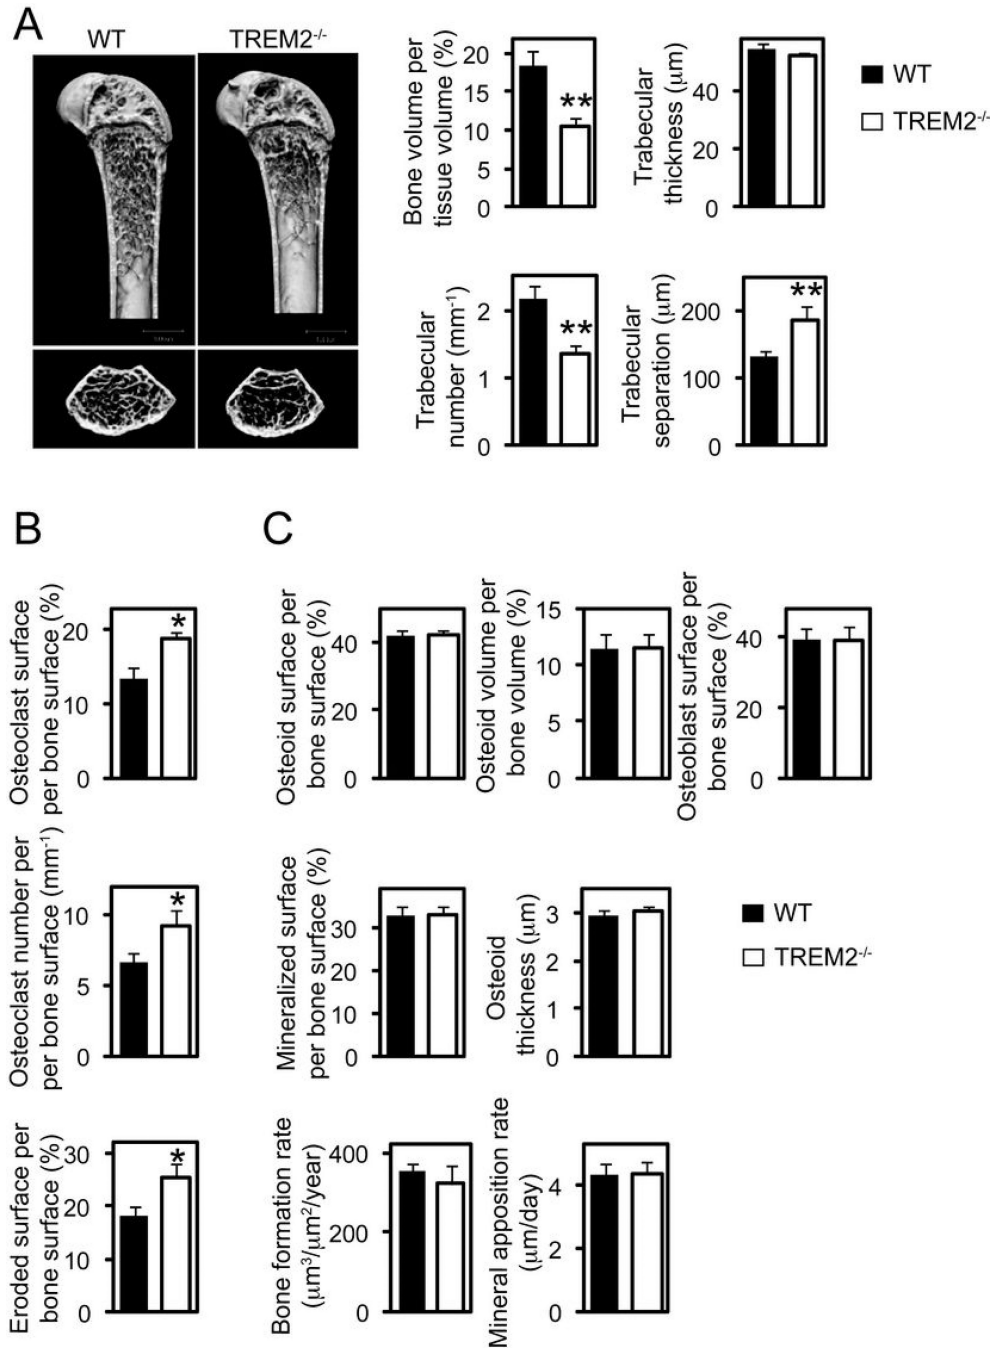 A
WT
TREM2-/-
Bone volume per
tissue volume (%)
20
15
10
5
0
**
Trabecular
thickness (μm)
40
20
0
WT
TREM2-/-
Trabecular
number (mm-1)
2
1
0
**
Trabecular
separation (μm)
200
100
0
**
B
C
Osteoclast surface
per bone surface (%)
20
10
0
*
Osteoid surface per
bone surface (%)
40
20
0
Osteoid volume per
bone volume (%)
15
10
5
0
Osteoblast surface per
bone surface (%)
40
20
0
Osteoclast number per
per bone surface (mm-1)
10
5
0
*
Mineralized surface
per bone surface (%)
30
20
10
0
Osteoid
thickness (μm)
3
2
1
0
WT
TREM2-/-
Eroded surface per
bone surface (%)
30
20
10
0
*
Bone formation rate
(μm3/μm2/year)
400
200
0
Mineral apposition rate
(μm/day)
4
2
0